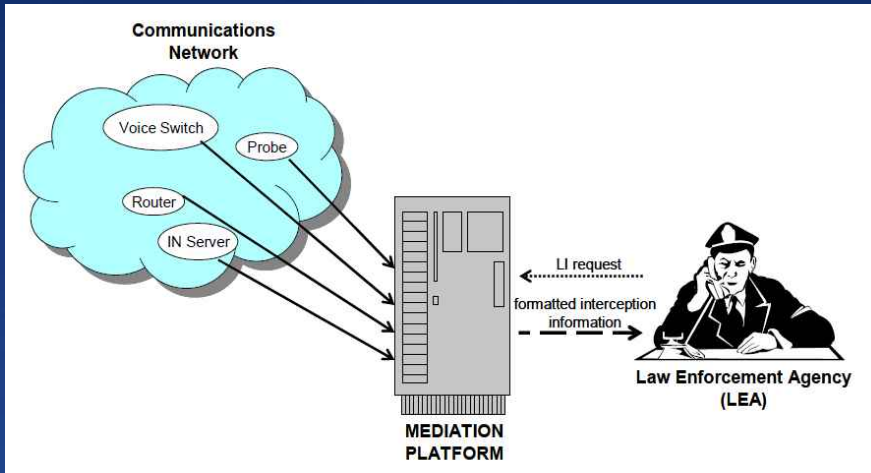 Communications
Network
Voice Switch
Probe
Router
IN Server
LI request
formatted interception
information
Law Enforcement Agency
(LEA)
MEDIATION
PLATFORM